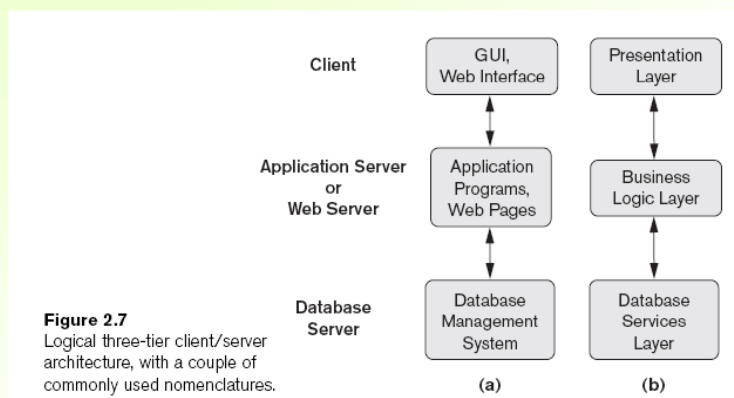 Client
GUI,
Web Interface
Presentation
Layer
Application Server
or
Web Server
Application
Programs,
Web Pages
Business
Logic Layer
Database
Server
Database
Management
System
Database
Services
Layer
Figure 2.7
Logical three-tier client/server
architecture, with a couple of
commonly used nomenclatures.
(a)
(b)